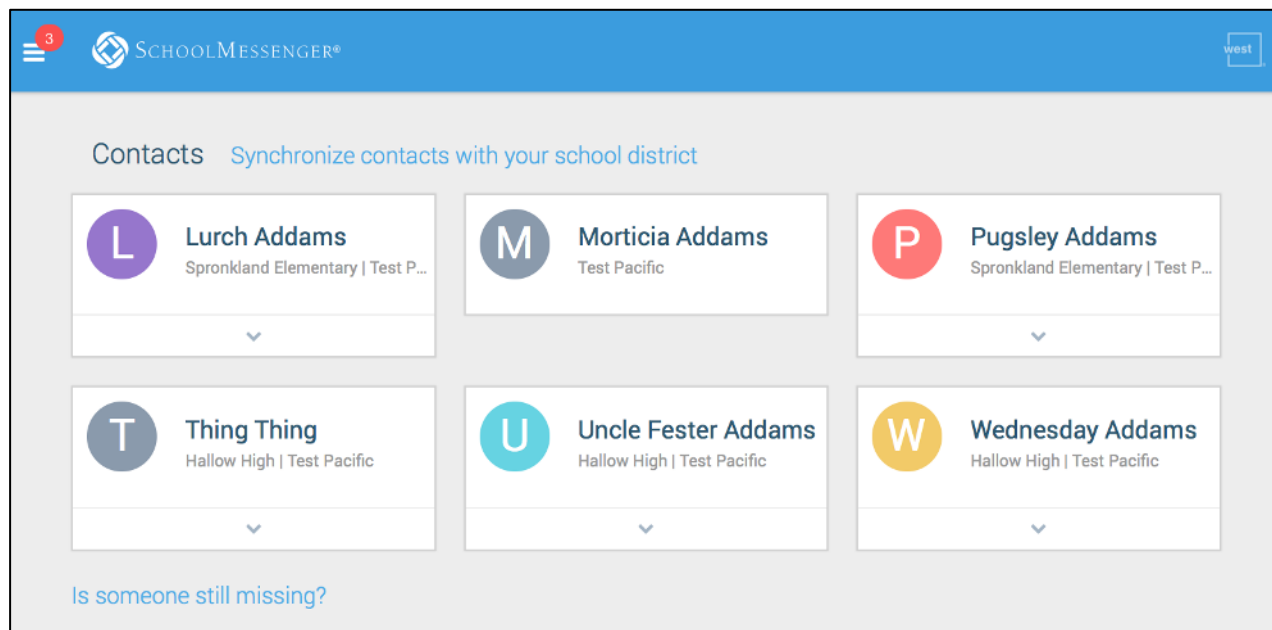 3
SCHOOLMESSENGER®
west
Contacts Synchronize contacts with your school district
L
Lurch Addams
Spronkland Elementary | Test P...
M
Morticia Addams
Test Pacific
P
Pugsley Addams
Spronkland Elementary | Test P...
T
Thing Thing
Hallow High | Test Pacific
U
Uncle Fester Addams
Hallow High | Test Pacific
W
Wednesday Addams
Hallow High | Test Pacific
Is someone still missing?